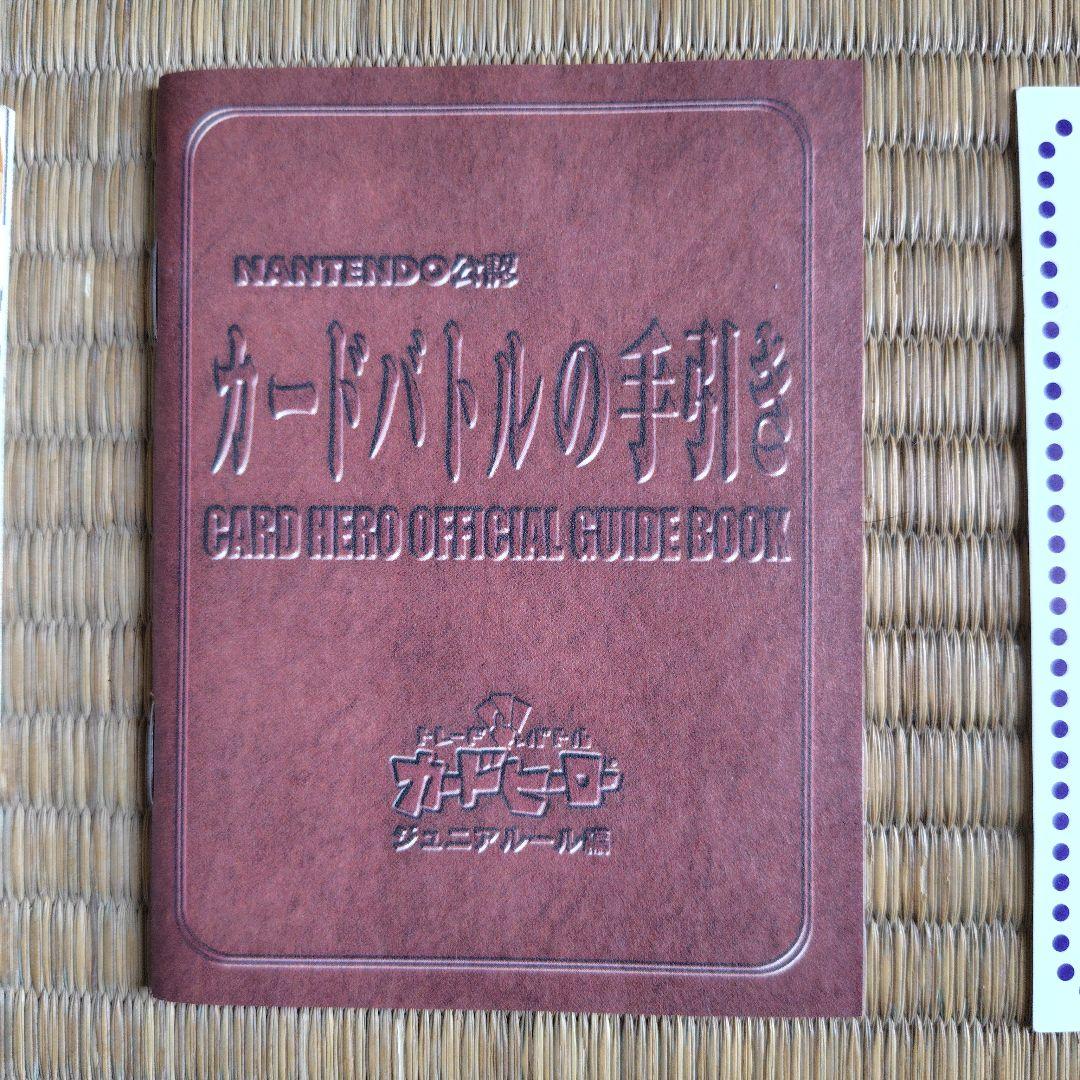 NANTENDO公認
カードバトルの手引き
CARD HERO OFFICIAL GUIDE BOOK
トレード&バトル
カードヒーロー
ジュニアルール編